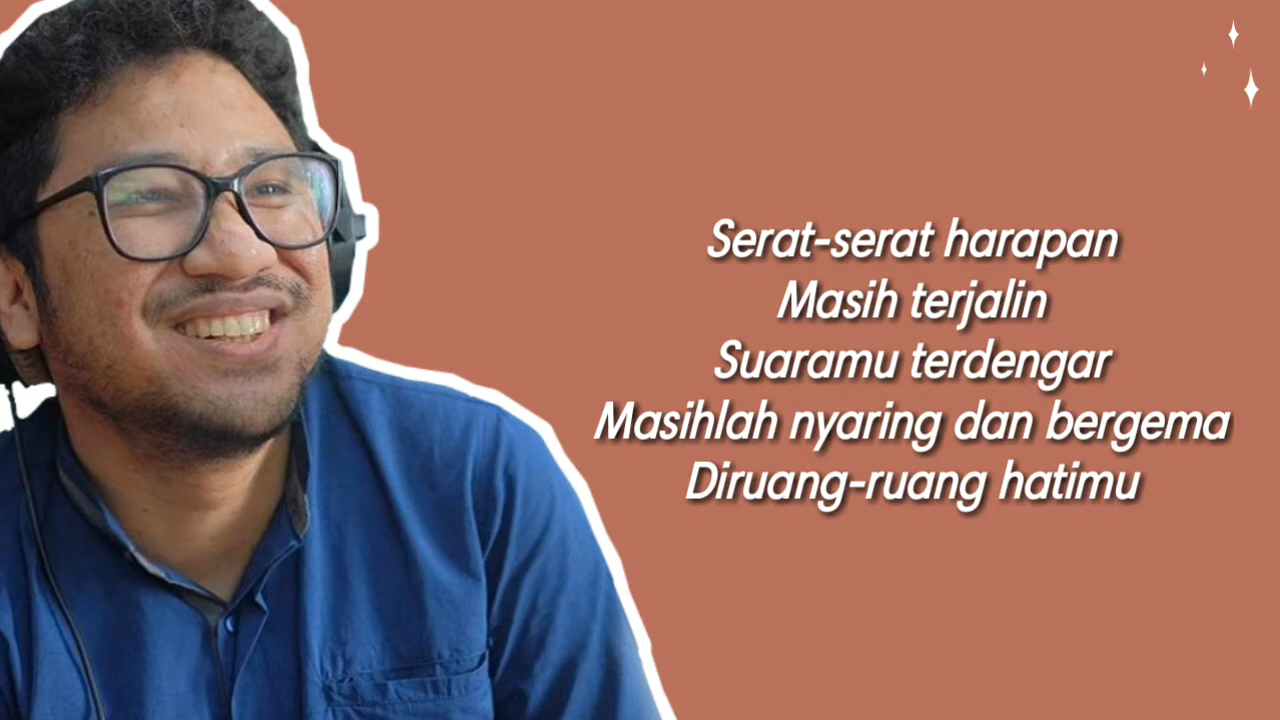 Serat-serat harapan
Masih terjalin
Suaramu terdengar
Masihlah nyaring dan bergema
Diruang-ruang hatimu